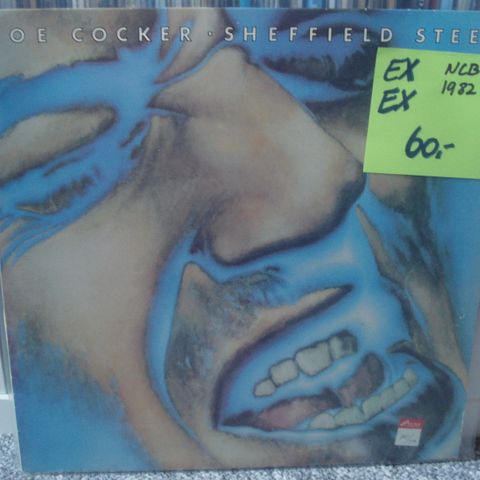 OE COCKER · SHEFFIELD STEE
EX NCB
EX 1982
60,-